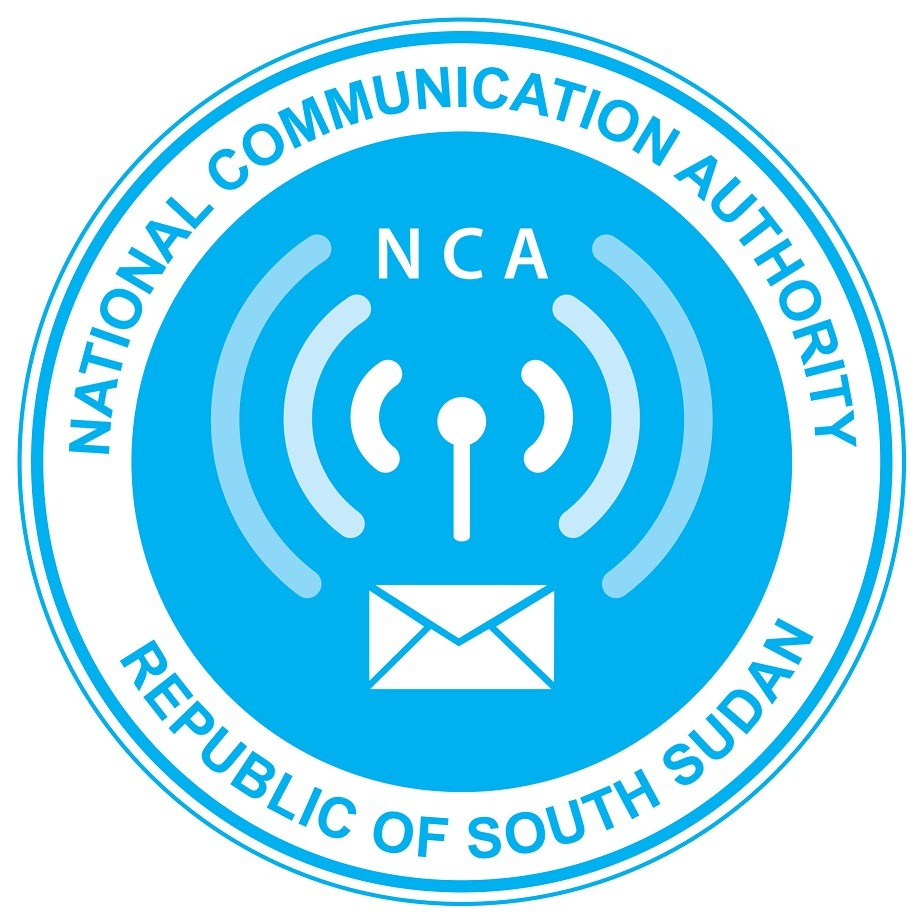 NATIONAL COMMUNICATION AUTHORITY
NCA
REPUBLIC OF SOUTH SUDAN